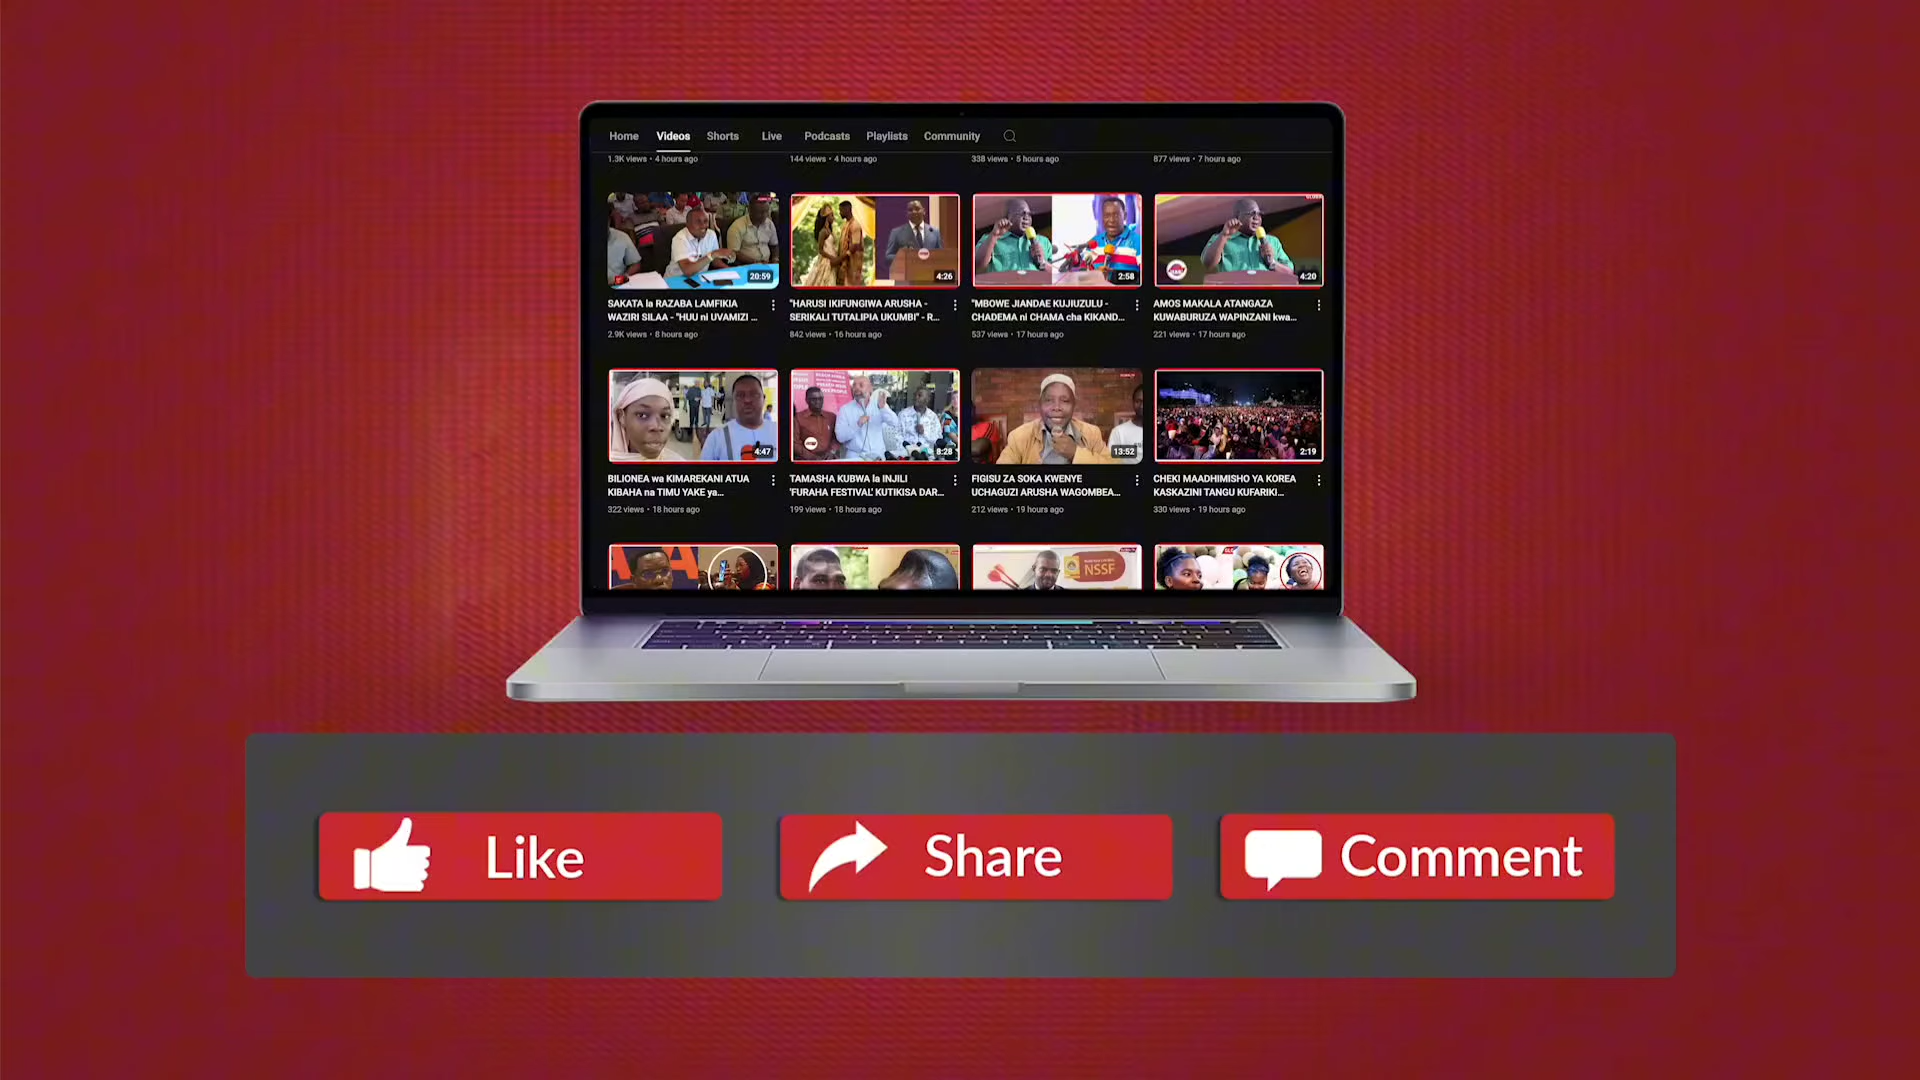 Home Videos Shorts Live Podcasts Playlists Community
1.3K views • 4 hours ago
144 views • 4 hours ago
338 views • 5 hours ago
877 views • 7 hours ago
20:59
4:26
2:58
4:20
SAKATA la RAZABA LAMFIKIA
WAZIRI SILAA - "HUU ni UVAMIZI ...
2.9K views • 8 hours ago
"HARUSI IKIFUNGIWA ARUSHA -
SERIKALI TUTALIPIA UKUMBI" - R...
842 views • 16 hours ago
"MBOWE JIANDAE KUJIUZULU -
CHADEMA ni CHAMA cha KIKAND...
537 views • 17 hours ago
AMOS MAKALA ATANGAZA
KUWABURUZA WAPINZANI kwa...
221 views • 17 hours ago
4:47
8:28
13:52
2:19
BILIONEA wa KIMAREKANI ATUA
KIBAHA na TIMU YAKE ya...
322 views • 18 hours ago
TAMASHA KUBWA la INJILI
'FURAHA FESTIVAL' KUTIKISA DAR...
199 views • 18 hours ago
FIGISU ZA SOKA KWENYE
UCHAGUZI ARUSHA WAGOMBEA...
212 views • 19 hours ago
CHEKI MAADHIMISHO YA KOREA
KASKAZINI TANGU KUFARIKI...
330 views • 19 hours ago
NSSF
Like
Share
Comment